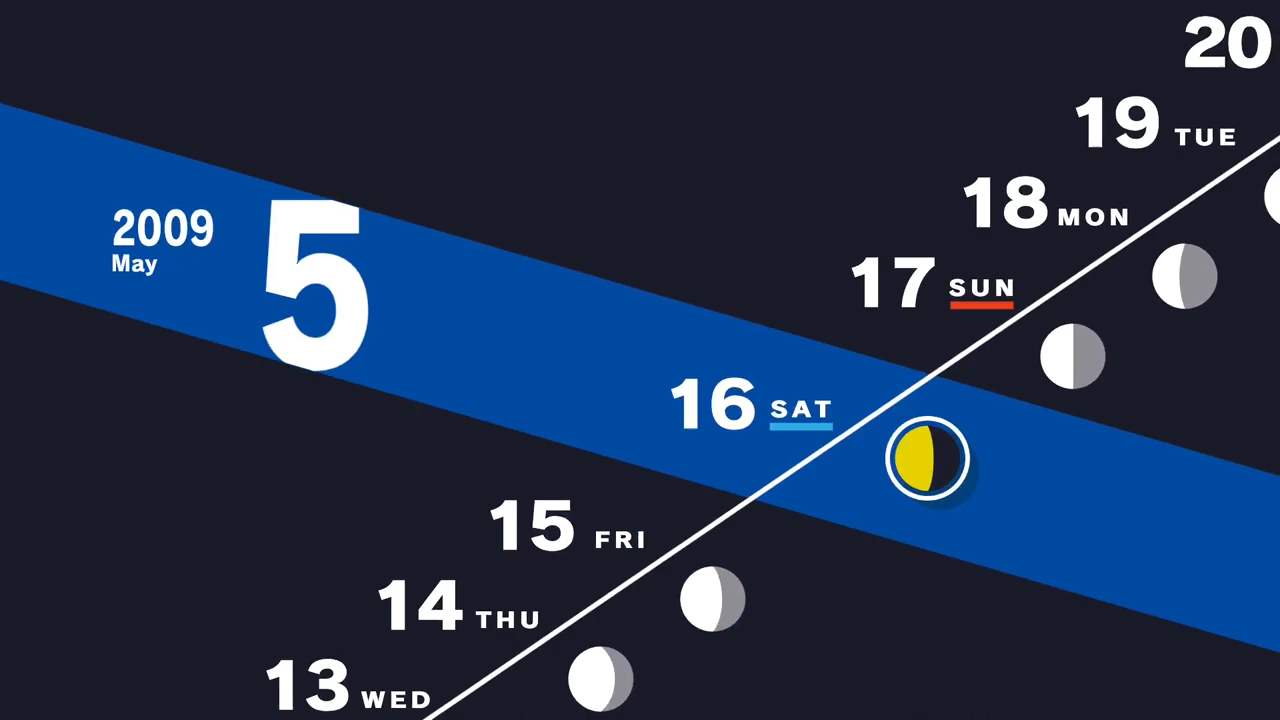 2009
May
5
20
19 TUE
18 MON
17 SUN
16 SAT
15 FRI
14 THU
13 WED